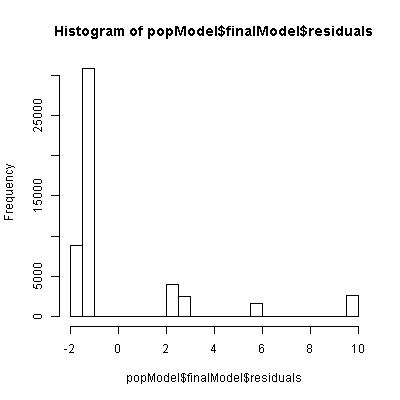 Histogram of popModel$finalModel$residuals
Frequency
25000
15000
5000
0
-2 0 2 4 6 8 10
popModel$finalModel$residuals